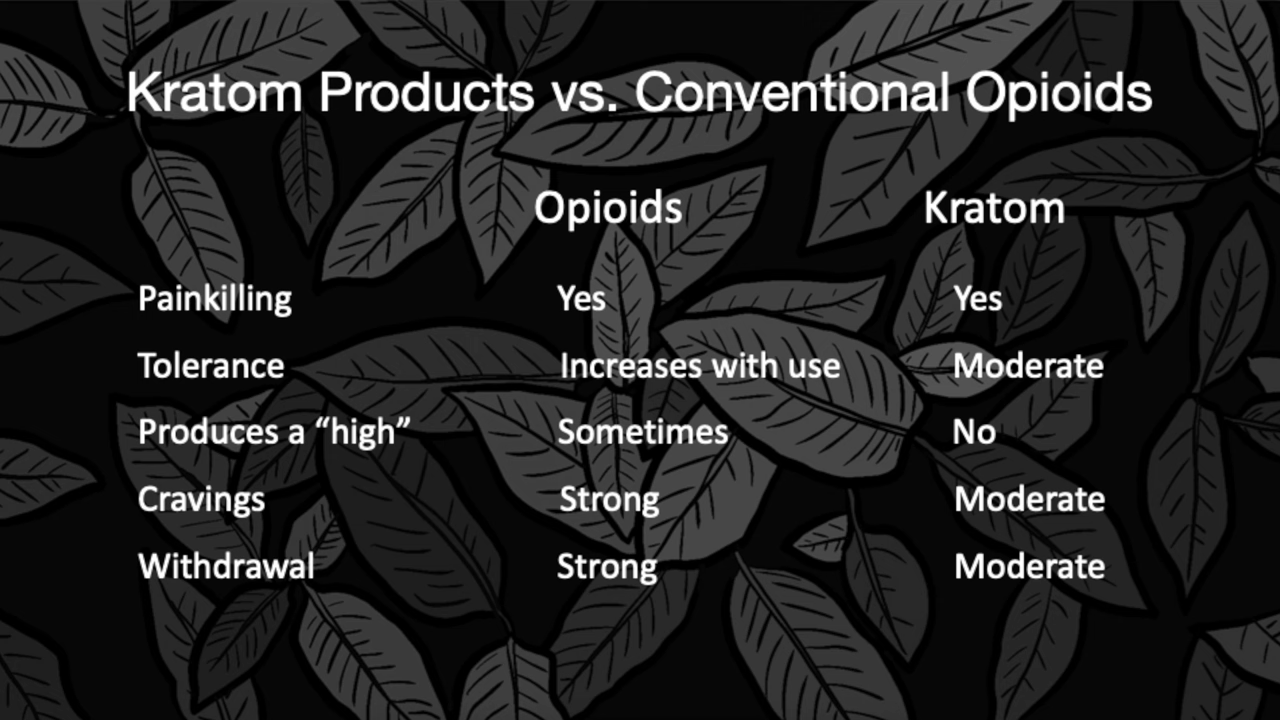 Kratom Products vs. Conventional Opioids
Opioids Kratom
Painkilling Yes Yes
Tolerance Increases with use Moderate
Produces a “high” Sometimes No
Cravings Strong Moderate
Withdrawal Strong Moderate